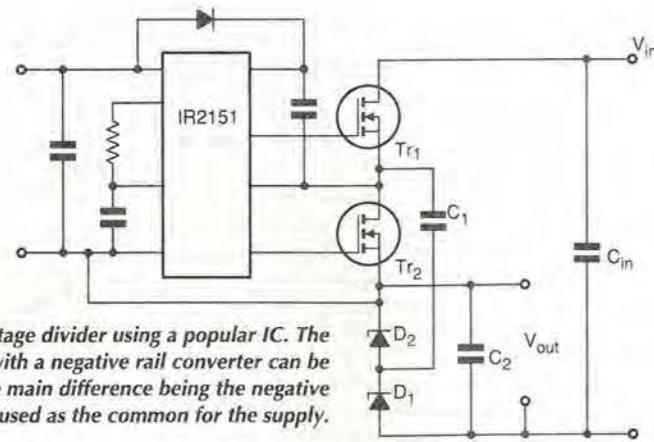 Vin
IR2151
Tr1
C1
Cin
Tr2
D2
Vout
C2
D1
tage divider using a popular IC. The
with a negative rail converter can be
main difference being the negative
used as the common for the supply.